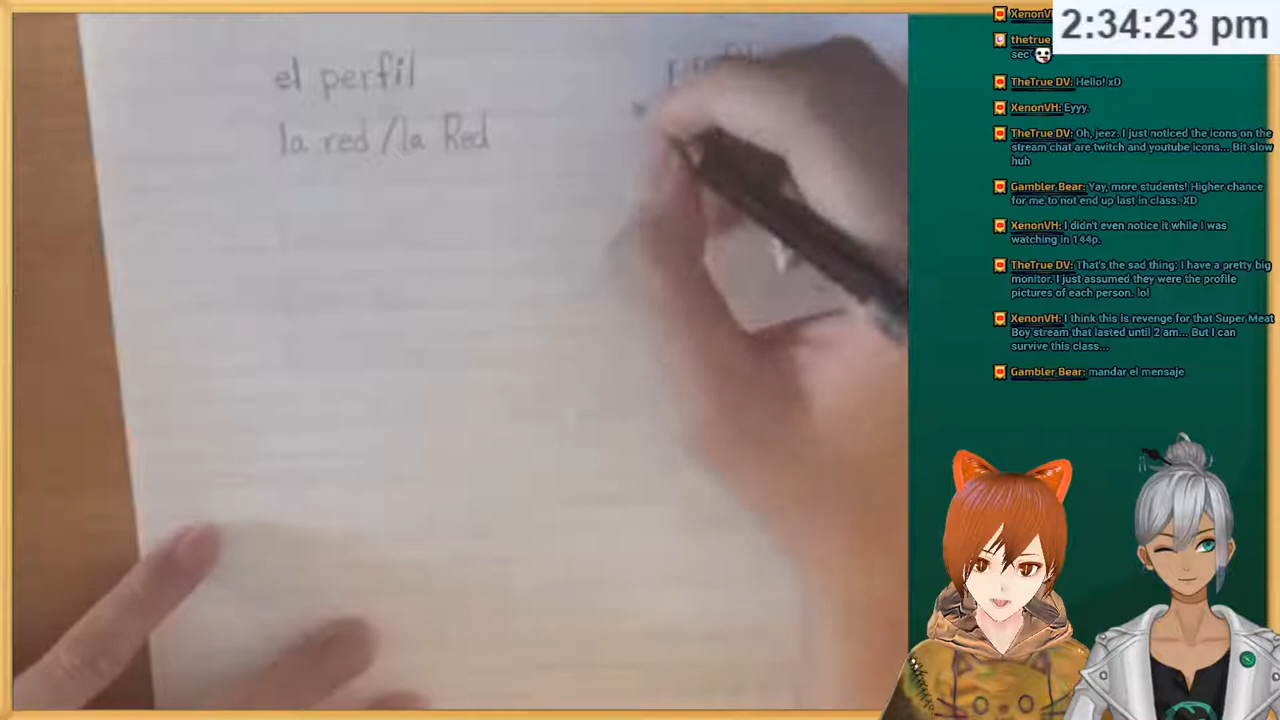 el perfil
la red/la Red
2:34:23 pm
XenonV
thetrue
sec
TheTrue DV: Hello! xD
XenonVH: Eyyy.
TheTrue DV: Oh, jeez. I just noticed the icons on the
stream chat are twitch and youtube icons... Bit slow
huh
Gambler Bear: Yay, more students! Higher chance
for me to not end up last in class. XD
XenonVH: I didn't even notice it while I was
watching in 144p.
TheTrue DV: That's the sad thing: I have a pretty big
monitor. I just assumed they were the profile
pictures of each person. lol
XenonVH: I think this is revenge for that Super Meat
Boy stream that lasted until 2 am... But I can
survive this class...
Gambler Bear: mandar el mensaje